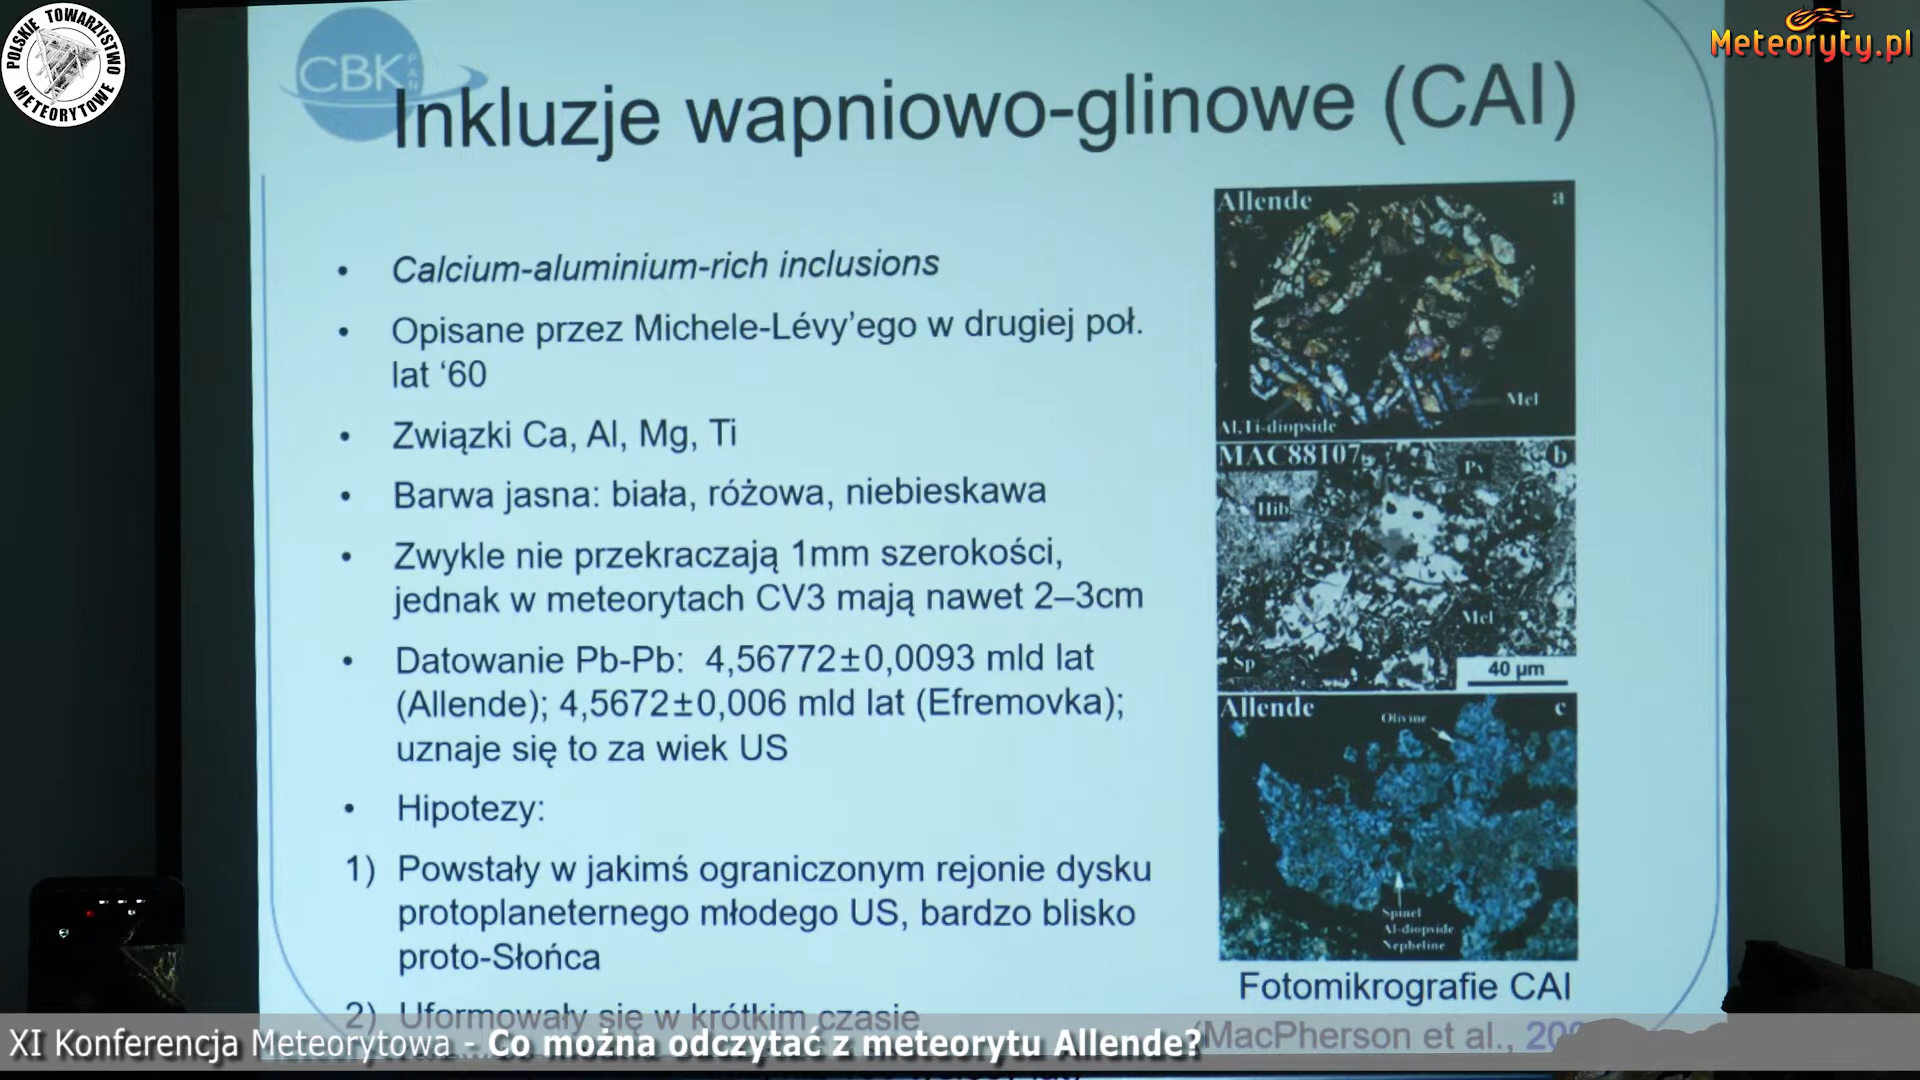 POLSKIE TOWARZYSTWO
METEORYTOWE
Meteoryty.pl
CBK
PAN
Inkluzje wapniowo-glinowe (CAI)
• Calcium-aluminium-rich inclusions
• Opisane przez Michele-Lévy’ego w drugiej poł.
lat ‘60
• Związki Ca, Al, Mg, Ti
• Barwa jasna: biała, różowa, niebieskawa
• Zwykle nie przekraczają 1mm szerokości,
jednak w meteorytach CV3 mają nawet 2–3cm
• Datowanie Pb-Pb: 4,56772±0,0093 mld lat
(Allende); 4,5672±0,006 mld lat (Efremovka);
uznaje się to za wiek US
• Hipotezy:
1) Powstały w jakimś ograniczonym rejonie dysku
protoplaneternego młodego US, bardzo blisko
proto-Słońca
2) Uformowały się w krótkim czasie
Allende a
Mel
Al,Ti-diopside
MAC88107 b
Px
Hib
Mel
Sp
40 µm
Allende c
Olivine
Spinel
Al-diopside
Nepheline
Fotomikrografie CAI
(MacPherson et al.,
XI Konferencja Meteorytowa - Co można odczytać z meteorytu Allende?